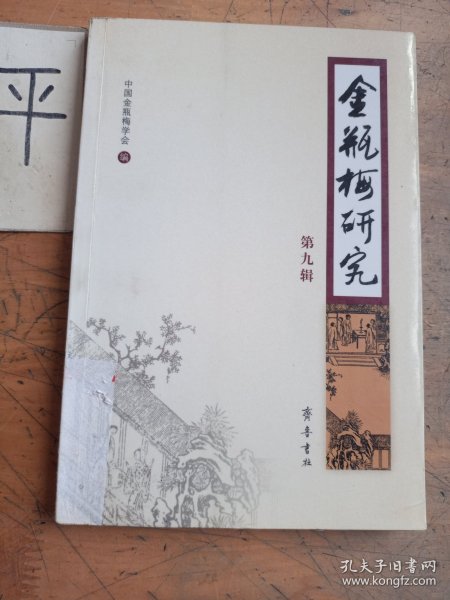 平
中国金瓶梅学会 编
金瓶梅研究
第九辑
齐鲁书社
孔夫子旧书网
www.kongfz.com